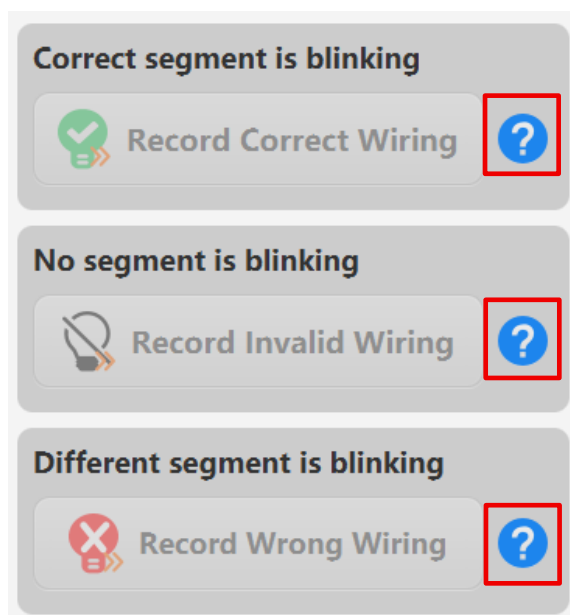 Correct segment is blinking
Record Correct Wiring ?
No segment is blinking
Record Invalid Wiring ?
Different segment is blinking
Record Wrong Wiring ?